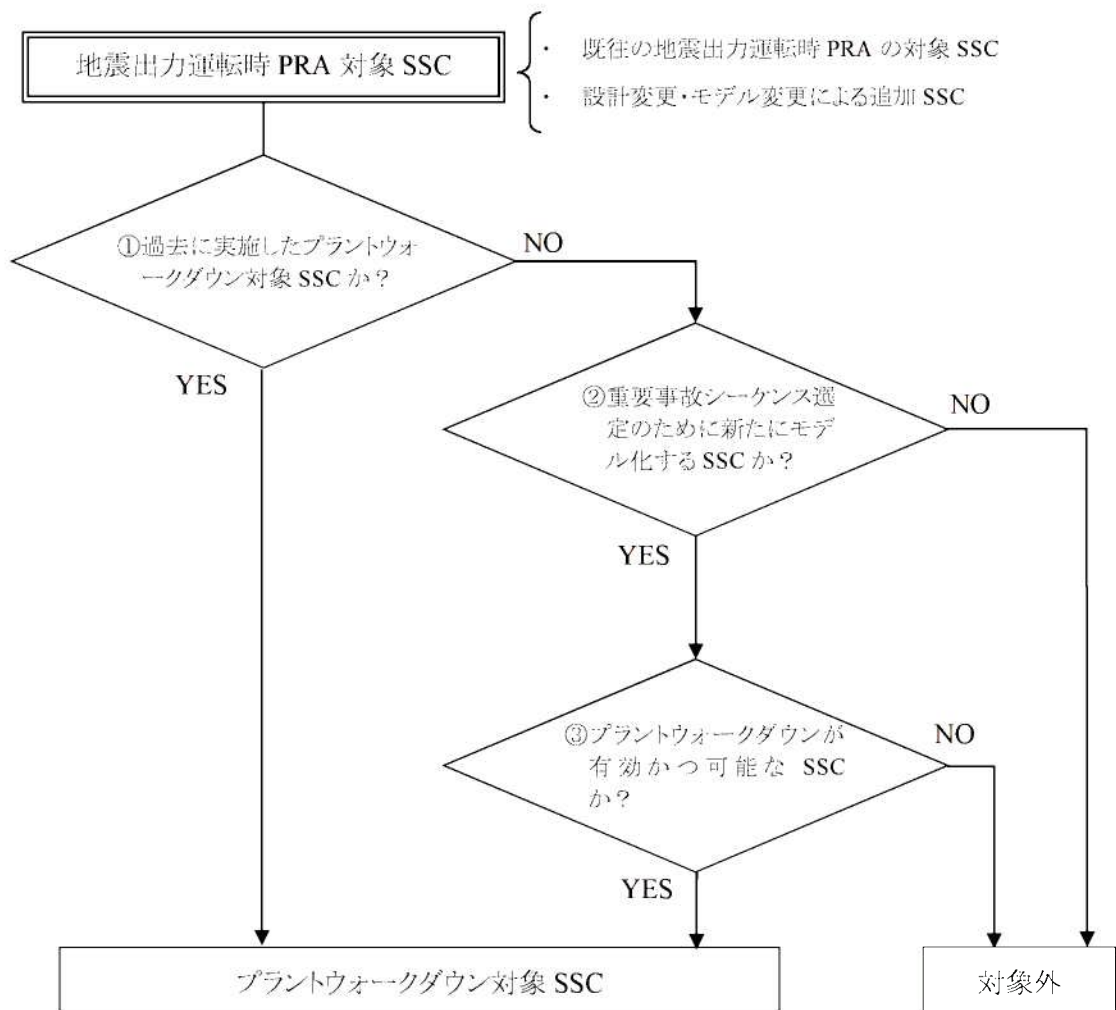 地震出力運転時 PRA 対象 SSC
・ 既往の地震出力運転時 PRA の対象 SSC
・ 設計変更・モデル変更による追加 SSC
①過去に実施したプラントウォ
ークダウン対象 SSC か？
NO
YES
②重要事故シーケンス選
定のために新たにモデ
ル化する SSC か？
NO
YES
③プラントウォークダウンが
有効かつ可能な SSC
か？
NO
YES
プラントウォークダウン対象 SSC
対象外